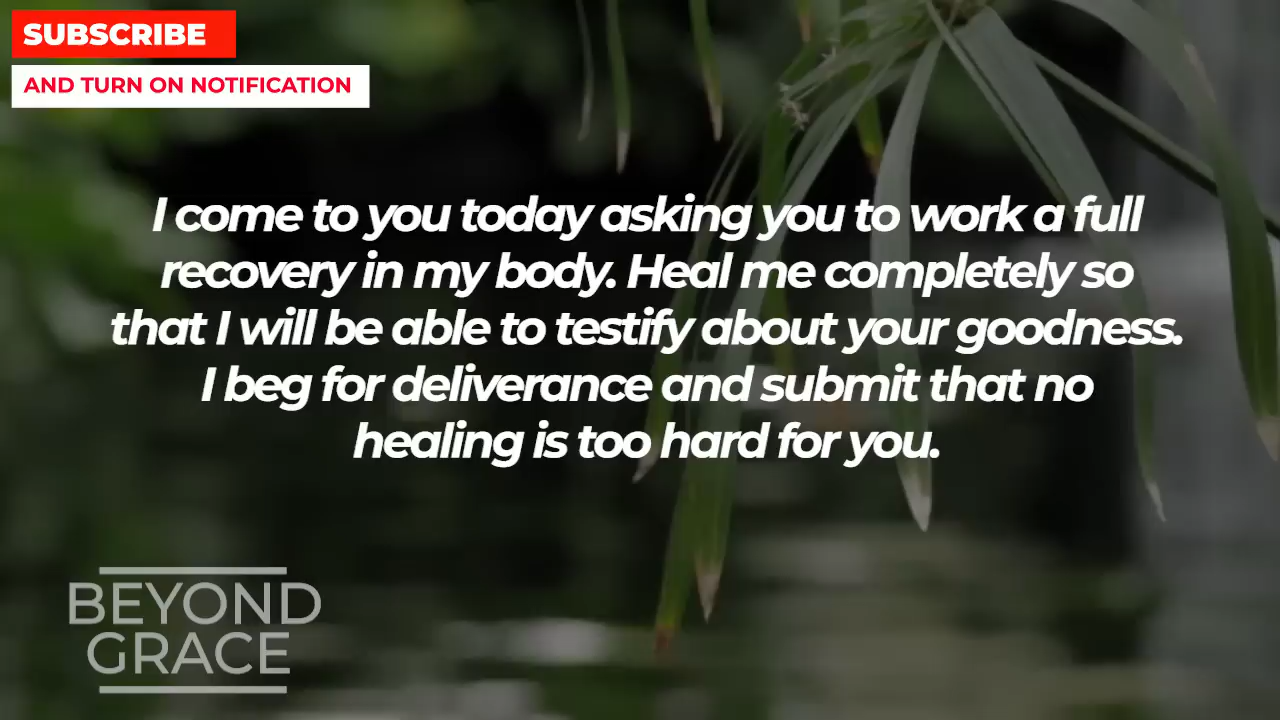 SUBSCRIBE
AND TURN ON NOTIFICATION
I come to you today asking you to work a full
recovery in my body. Heal me completely so
that I will be able to testify about your goodness.
I beg for deliverance and submit that no
healing is too hard for you.
BEYOND
GRACE